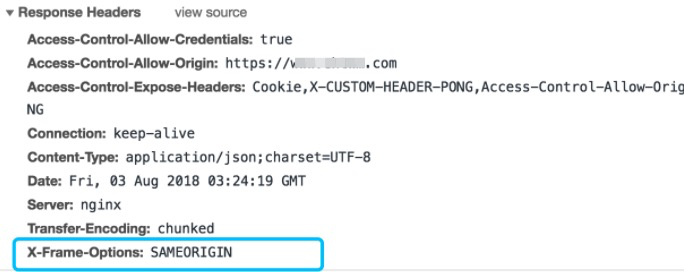 ▼ Response Headers view source
Access-Control-Allow-Credentials: true
Access-Control-Allow-Origin: https://w .com
Access-Control-Expose-Headers: Cookie,X-CUSTOM-HEADER-PONG,Access-Control-Allow-Orig
NG
Connection: keep-alive
Content-Type: application/json;charset=UTF-8
Date: Fri, 03 Aug 2018 03:24:19 GMT
Server: nginx
Transfer-Encoding: chunked
X-Frame-Options: SAMEORIGIN